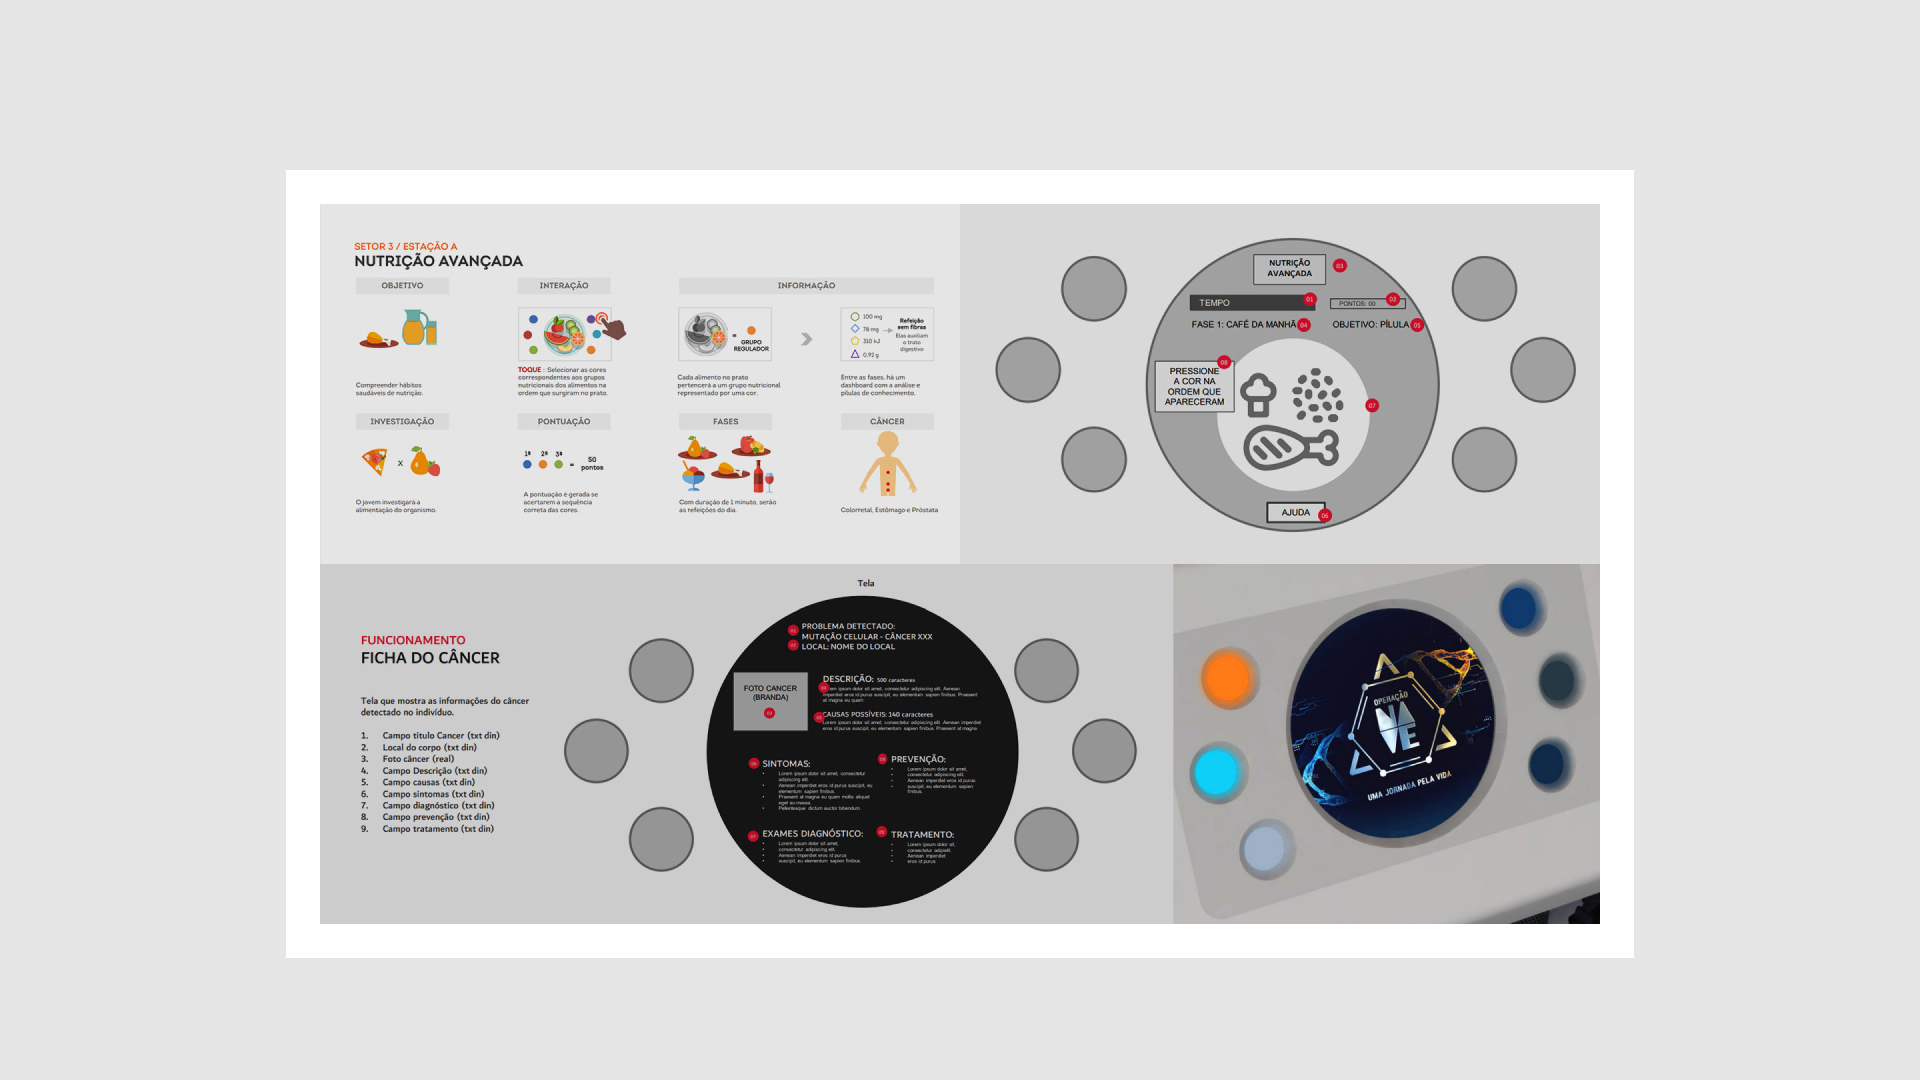 SETOR 3 / ESTAÇÃO A
NUTRIÇÃO AVANÇADA
OBJETIVO
Compreender hábitos
saudáveis de nutrição.
INTERAÇÃO
TOQUE : Selecionar as cores
correspondentes aos grupos
nutricionais dos alimentos na
ordem que surgiram no prato.
INFORMAÇÃO
=
GRUPO
REGULADOR
Cada alimento no prato
pertencerá a um grupo nutricional
representado por uma cor.
100 mg
78 mg
310 kJ
0,92 g
Refeição
sem fibras
Elas auxiliam
o trato
digestivo
Entre as fases, há um
dashboard com a análise e
pílulas de conhecimento.
INVESTIGAÇÃO
X
O jovem investigará a
alimentação do organismo.
PONTUAÇÃO
1ª 2ª 3ª
= 50
pontos
A pontuação é gerada se
acertarem a sequência
correta das cores.
FASES
Com duração de 1 minuto, serão
as refeições do dia.
CÂNCER
Colorretal, Estômago e Próstata
NUTRIÇÃO
AVANÇADA
03
TEMPO
01
PONTOS: 00
02
FASE 1: CAFÉ DA MANHÃ
04
OBJETIVO: PÍLULA
05
08
PRESSIONE
A COR NA
ORDEM QUE
APARECERAM
07
AJUDA
06
FUNCIONAMENTO
FICHA DO CÂNCER
Tela que mostra as informações do câncer
detectado no indivíduo.
1. Campo titulo Cancer (txt din)
2. Local do corpo (txt din)
3. Foto câncer (real)
4. Campo Descrição (txt din)
5. Campo causas (txt din)
6. Campo sintomas (txt din)
7. Campo diagnóstico (txt din)
8. Campo prevenção (txt din)
9. Campo tratamento (txt din)
Tela
PROBLEMA DETECTADO:
MUTAÇÃO CELULAR - CÂNCER XXX
LOCAL: NOME DO LOCAL
FOTO CANCER
(BRANDA)
DESCRIÇÃO: 500 caracteres
ipsum dolor sit amet, consectetur adipiscing elit. Aenean
imperdiet eros id purus suscipit, eu elementum sapien finibus. Praesent
at magna eu quam
CAUSAS POSSÍVEIS: 140 caracteres
Lorem ipsum dolor sit amet, consectetur adipiscing elit. Aenean imperdiet
eros id purus suscipit, eu elementum sapien finibus. Praesent at magna
SINTOMAS:
Lorem ipsum dolor sit amet, consectetur
adipiscing elit.
Aenean imperdiet eros id purus suscipit, eu
elementum sapien finibus.
Praesent at magna eu quam mollis aliquet
eget eu massa.
Pellentesque dictum auctor bibendum.
PREVENÇÃO:
Lorem ipsum dolor sit amet,
consectetur adipiscing elit.
Aenean imperdiet eros id purus
suscipit, eu elementum sapien
finibus.
EXAMES DIAGNÓSTICO:
Lorem ipsum dolor sit amet,
consectetur adipiscing elit.
Aenean imperdiet eros id purus
suscipit, eu elementum sapien finibus.
TRATAMENTO:
Lorem ipsum dolor sit,
consectetur adipisell.
Aenean imperdiet
eros id purus
OPERAÇÃO
NAVE
UMA JORNADA PELA VIDA